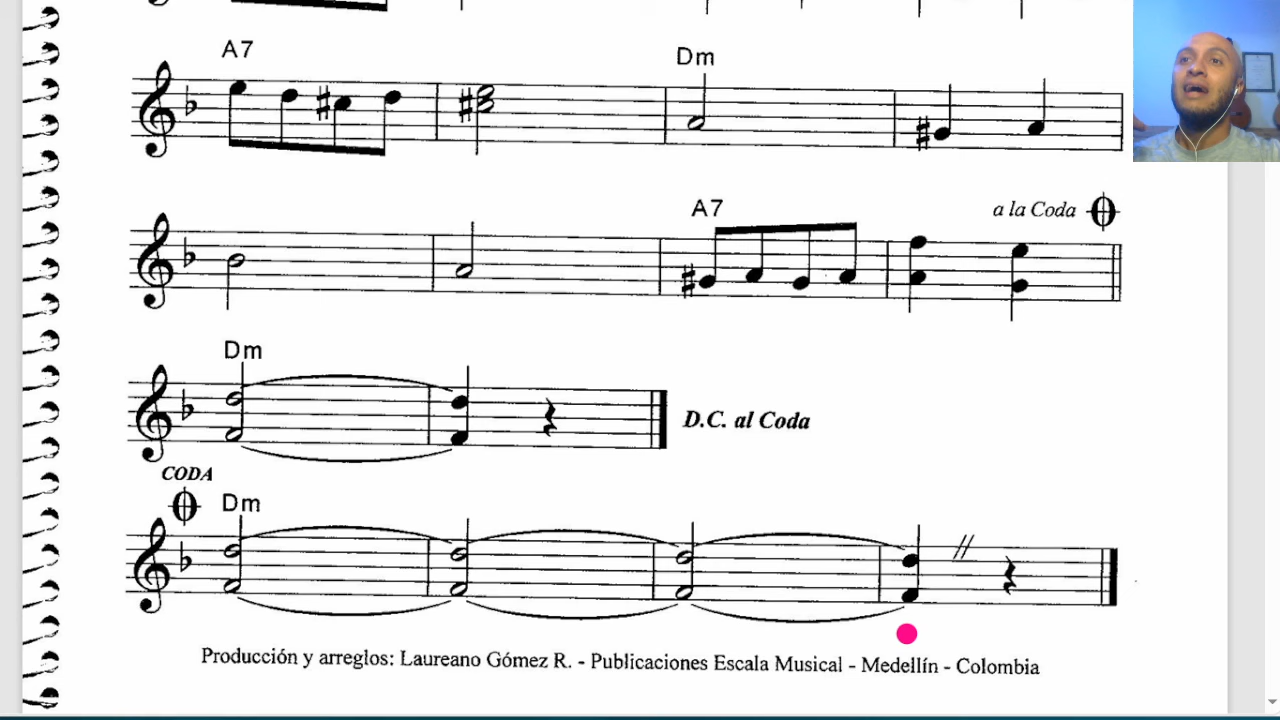 A7
Dm
A7
a la Coda
Dm
D.C. al Coda
CODA
Dm
Producción y arreglos: Laureano Gómez R. - Publicaciones Escala Musical - Medellín - Colombia